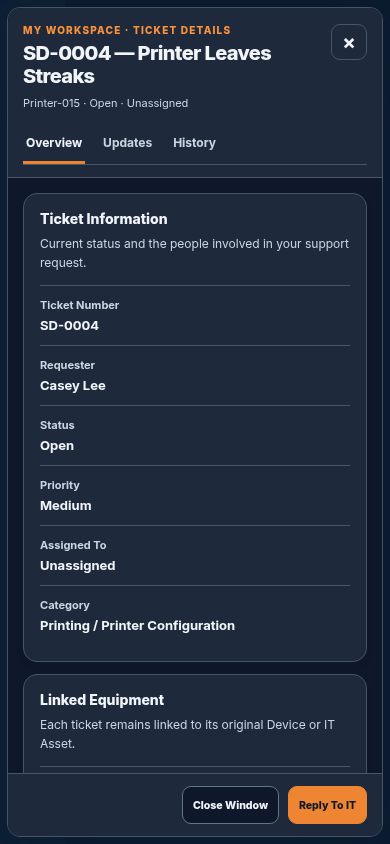 MY WORKSPACE · TICKET DETAILS
SD-0004 — Printer Leaves
Streaks
×
Printer-015 · Open · Unassigned
Overview Updates History
Ticket Information
Current status and the people involved in your support
request.
Ticket Number
SD-0004
Requester
Casey Lee
Status
Open
Priority
Medium
Assigned To
Unassigned
Category
Printing / Printer Configuration
Linked Equipment
Each ticket remains linked to its original Device or IT
Asset.
Close Window Reply To IT